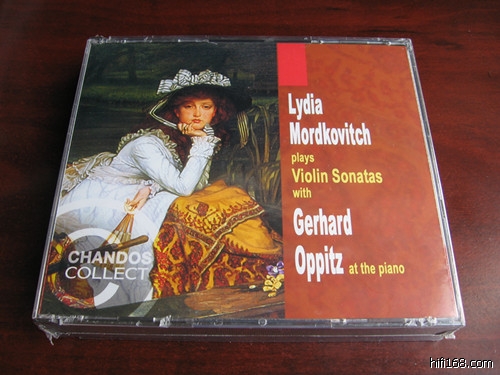 Lydia
Mordkovitch
plays
Violin Sonatas
with
Gerhard
Oppitz at the piano
CHANDOS
COLLECT
hifi168.com